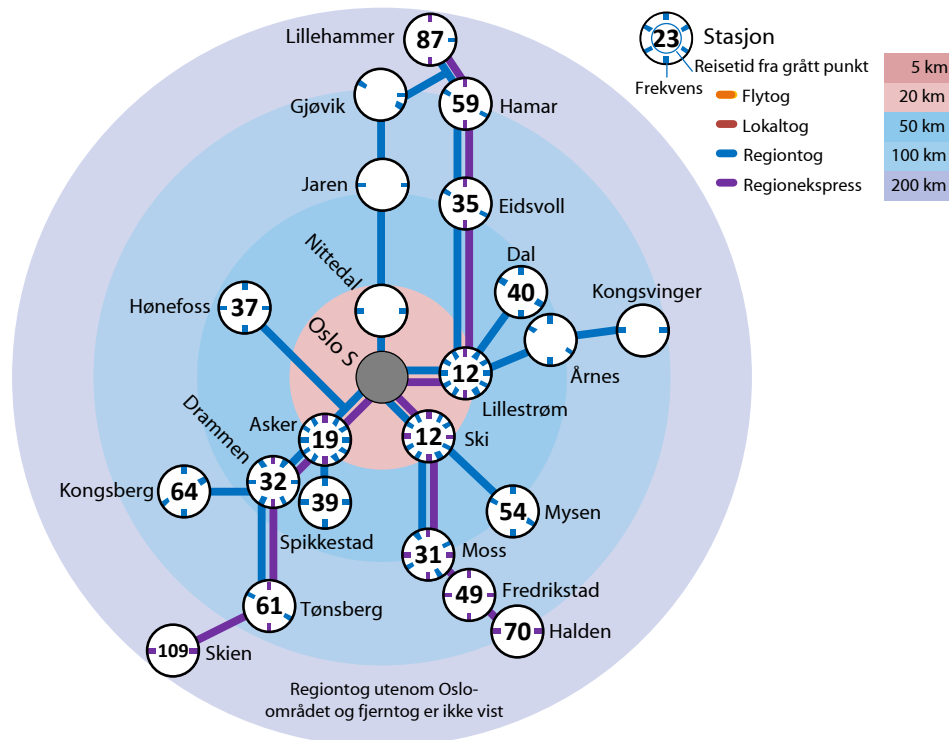 Lillehammer
87
23
Stasjon
Reisetid fra grått punkt
Frekvens
5 km
Flytog
20 km
Lokaltog
50 km
Regiontog
100 km
Regionekspress
200 km
Gjøvik
59
Hamar
Jaren
35
Eidsvoll
Nittedal
Dal
40
Kongsvinger
Hønefoss
37
Oslo S
Årnes
12
Lillestrøm
Asker
19
12
Ski
Drammen
32
Kongsberg
64
39
Spikkestad
54
Mysen
31
Moss
49
Fredrikstad
61
Tønsberg
70
Halden
109
Skien
Regiontog utenom Oslo-
området og fjerntog er ikke vist